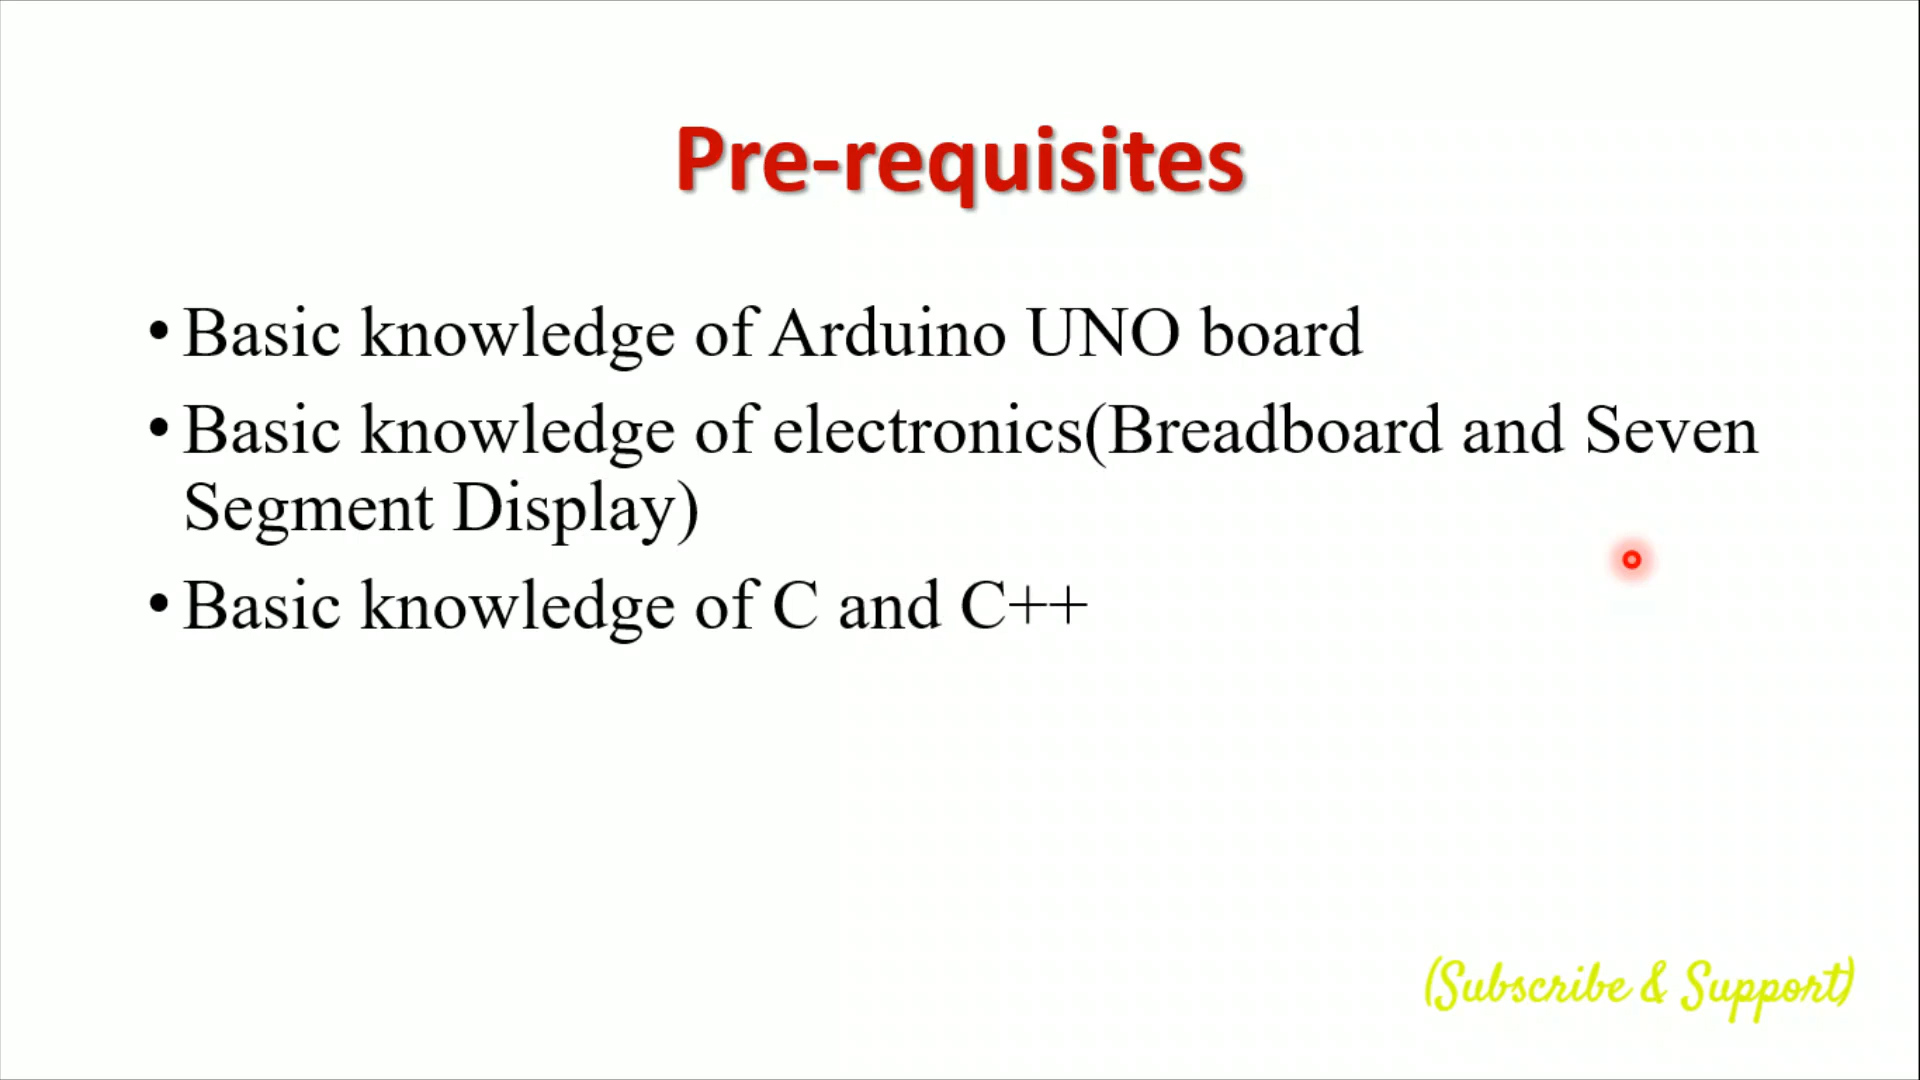 Pre-requisites
• Basic knowledge of Arduino UNO board
• Basic knowledge of electronics(Breadboard and Seven
Segment Display)
• Basic knowledge of C and C++
(Subscribe & Support)